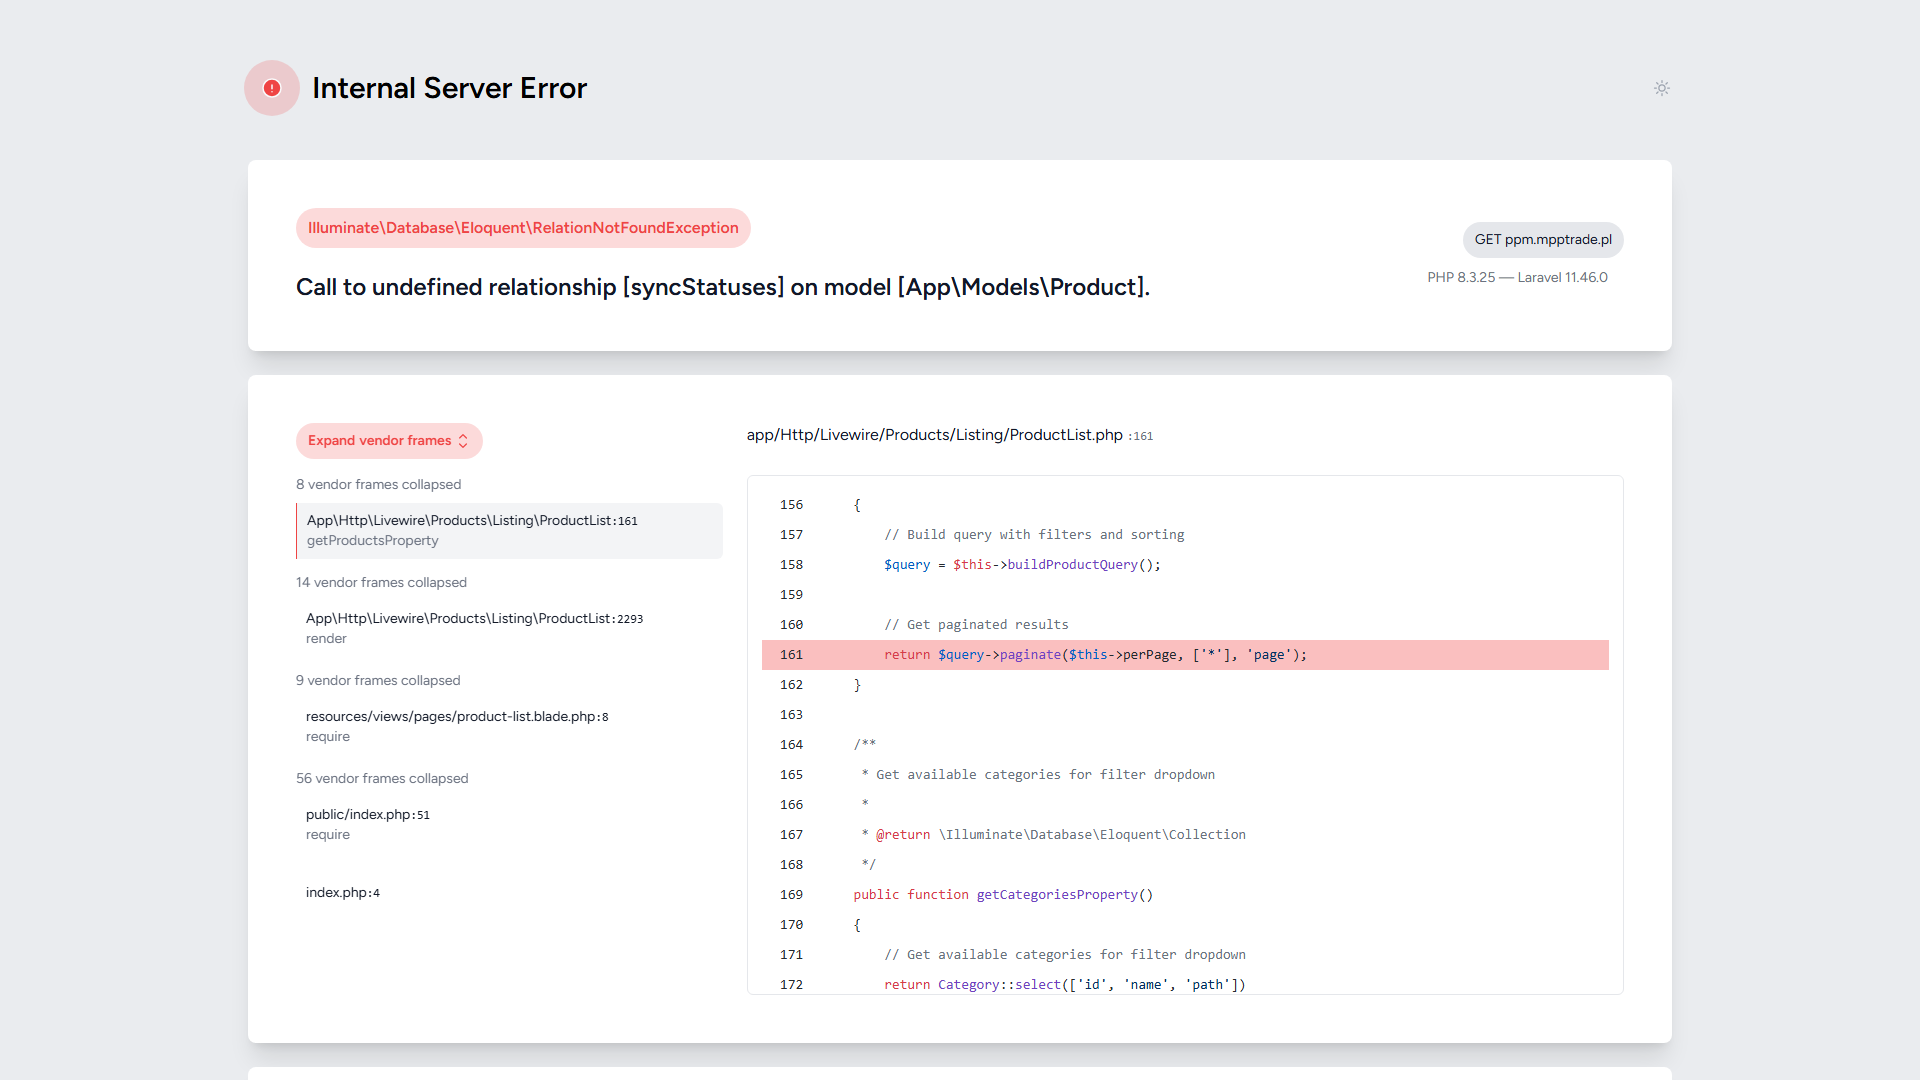 Internal Server Error
Illuminate\Database\Eloquent\RelationNotFoundException
GET ppm.mpptrade.pl
Call to undefined relationship [syncStatuses] on model [App\Models\Product].
PHP 8.3.25 — Laravel 11.46.0
Expand vendor frames
8 vendor frames collapsed
App\Http\Livewire\Products\Listing\ProductList:161
getProductsProperty
14 vendor frames collapsed
App\Http\Livewire\Products\Listing\ProductList:2293
render
9 vendor frames collapsed
resources/views/pages/product-list.blade.php:8
require
56 vendor frames collapsed
public/index.php:51
require
index.php:4
app/Http/Livewire/Products/Listing/ProductList.php :161
156 {
157 // Build query with filters and sorting
158 $query = $this->buildProductQuery();
159
160 // Get paginated results
161 return $query->paginate($this->perPage, ['*'], 'page');
162 }
163
164 /**
165 * Get available categories for filter dropdown
166 *
167 * @return \Illuminate\Database\Eloquent\Collection
168 */
169 public function getCategoriesProperty()
170 {
171 // Get available categories for filter dropdown
172 return Category::select(['id', 'name', 'path'])